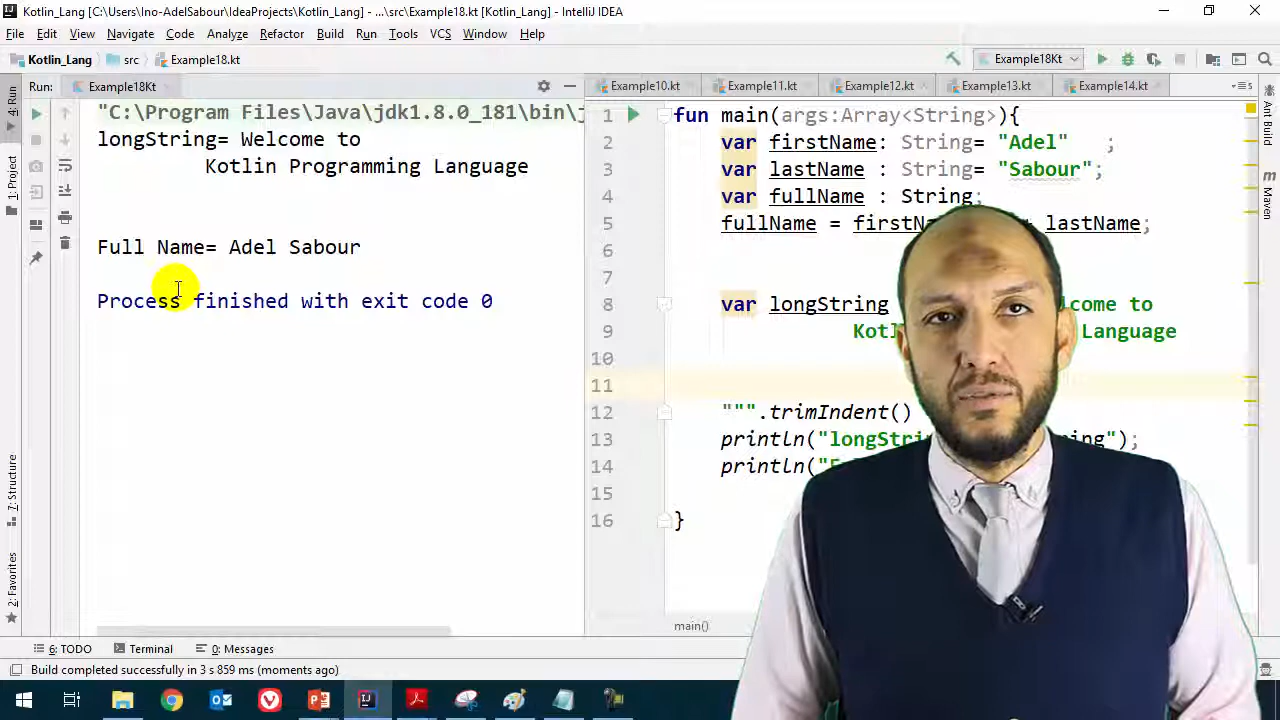 Kotlin_Lang [C:\Users\Ino-AdelSabour\IdeaProjects\Kotlin_Lang] - ...\src\Example18.kt [Kotlin_Lang] - IntelliJ IDEA
File Edit View Navigate Code Analyze Refactor Build Run Tools VCS Window Help
Kotlin_Lang src Example18.kt Example18Kt
Run: Example18Kt
Example10.kt Example11.kt Example12.kt Example13.kt Example14.kt
4: Run
1: Project
7: Structure
2: Favorites
"C:\Program Files\Java\jdk1.8.0_181\bin\j
longString= Welcome to
Kotlin Programming Language
Full Name= Adel Sabour
Process finished with exit code 0
1 fun main(args:Array<String>){
2 var firstName: String= "Adel" ;
3 var lastName : String= "Sabour";
4 var fullName : String;
5 fullName = firstN lastName;
6
7
8 var longString lcome to
9 Kotl Language
10
11
12 """.trimIndent()
13 println("longStri ing");
14 println("F
15
16 }
main()
Ant Build
Maven
6: TODO Terminal 0: Messages
Build completed successfully in 3 s 859 ms (moments ago)